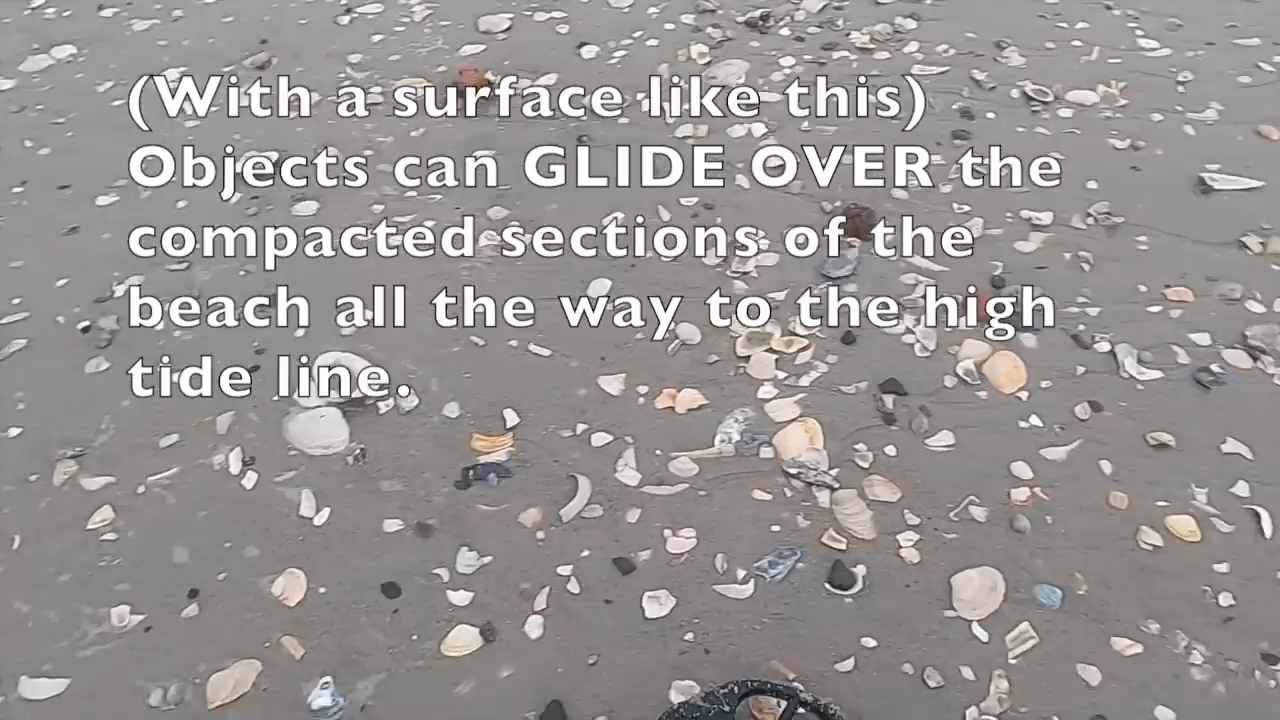 (With a surface like this)
Objects can GLIDE OVER the
compacted sections of the
beach all the way to the high
tide line.